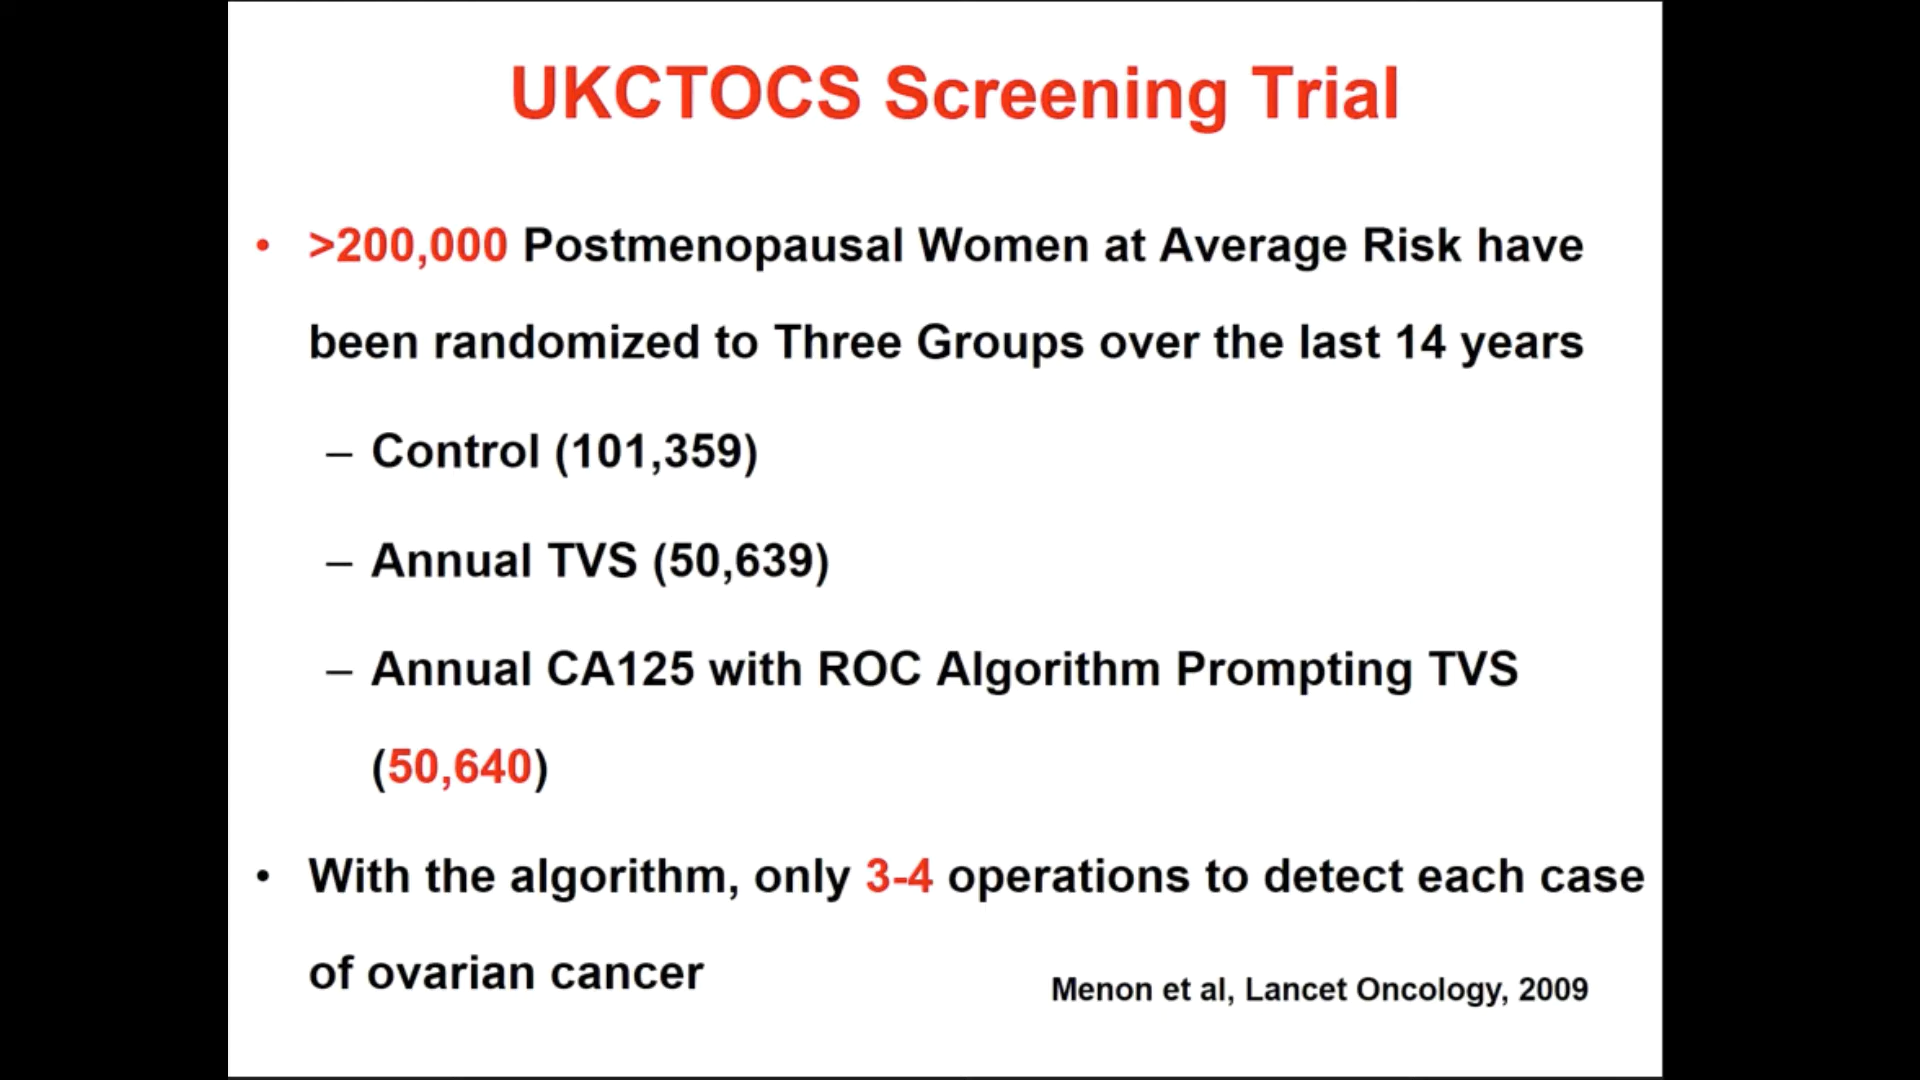 UKCTOCS Screening Trial
• >200,000 Postmenopausal Women at Average Risk have
been randomized to Three Groups over the last 14 years
– Control (101,359)
– Annual TVS (50,639)
– Annual CA125 with ROC Algorithm Prompting TVS
(50,640)
• With the algorithm, only 3-4 operations to detect each case
of ovarian cancer
Menon et al, Lancet Oncology, 2009